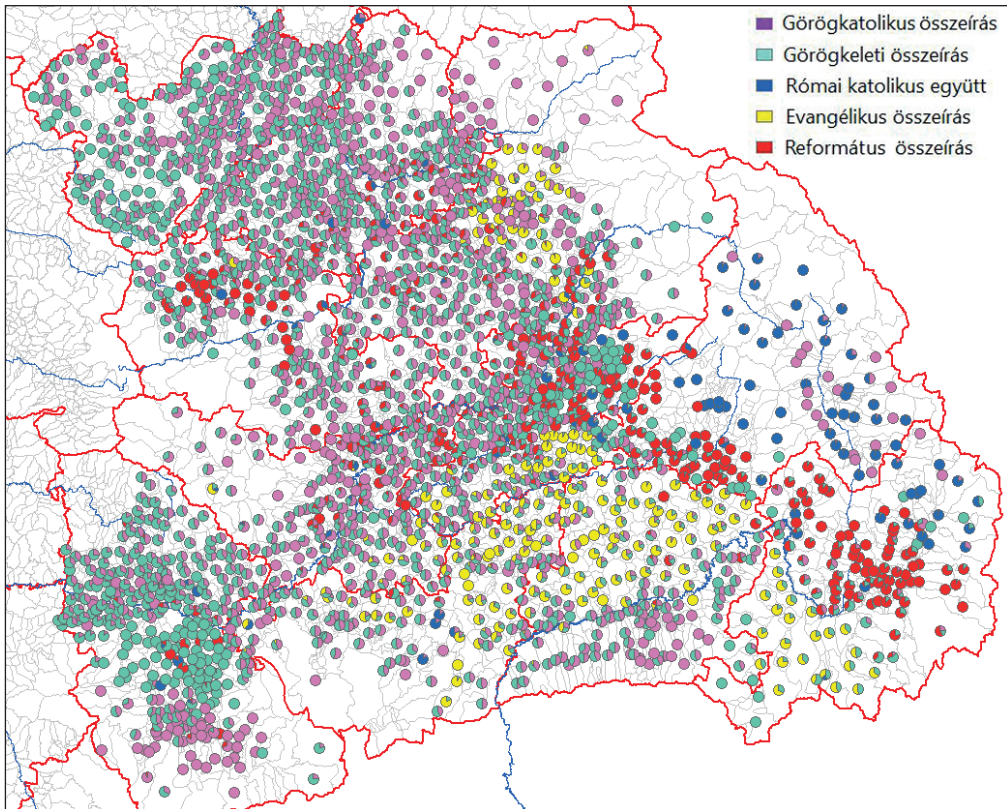 Görögkatolikus összeírás
Görögkeleti összeírás
Római katolikus együtt
Evangélikus összeírás
Református összeírás